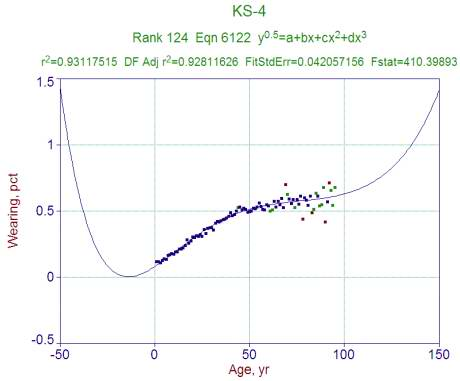 KS-4
Rank 124 Eqn 6122 y^0.5=a+bx+cx^2+dx^3
r^2=0.93117515 DF Adj r^2=0.92811626 FitStdErr=0.042057156 Fstat=410.39893
1.5
1
0.5
0
-0.5
Wearing, pct
-50
0
50
100
150
Age, yr